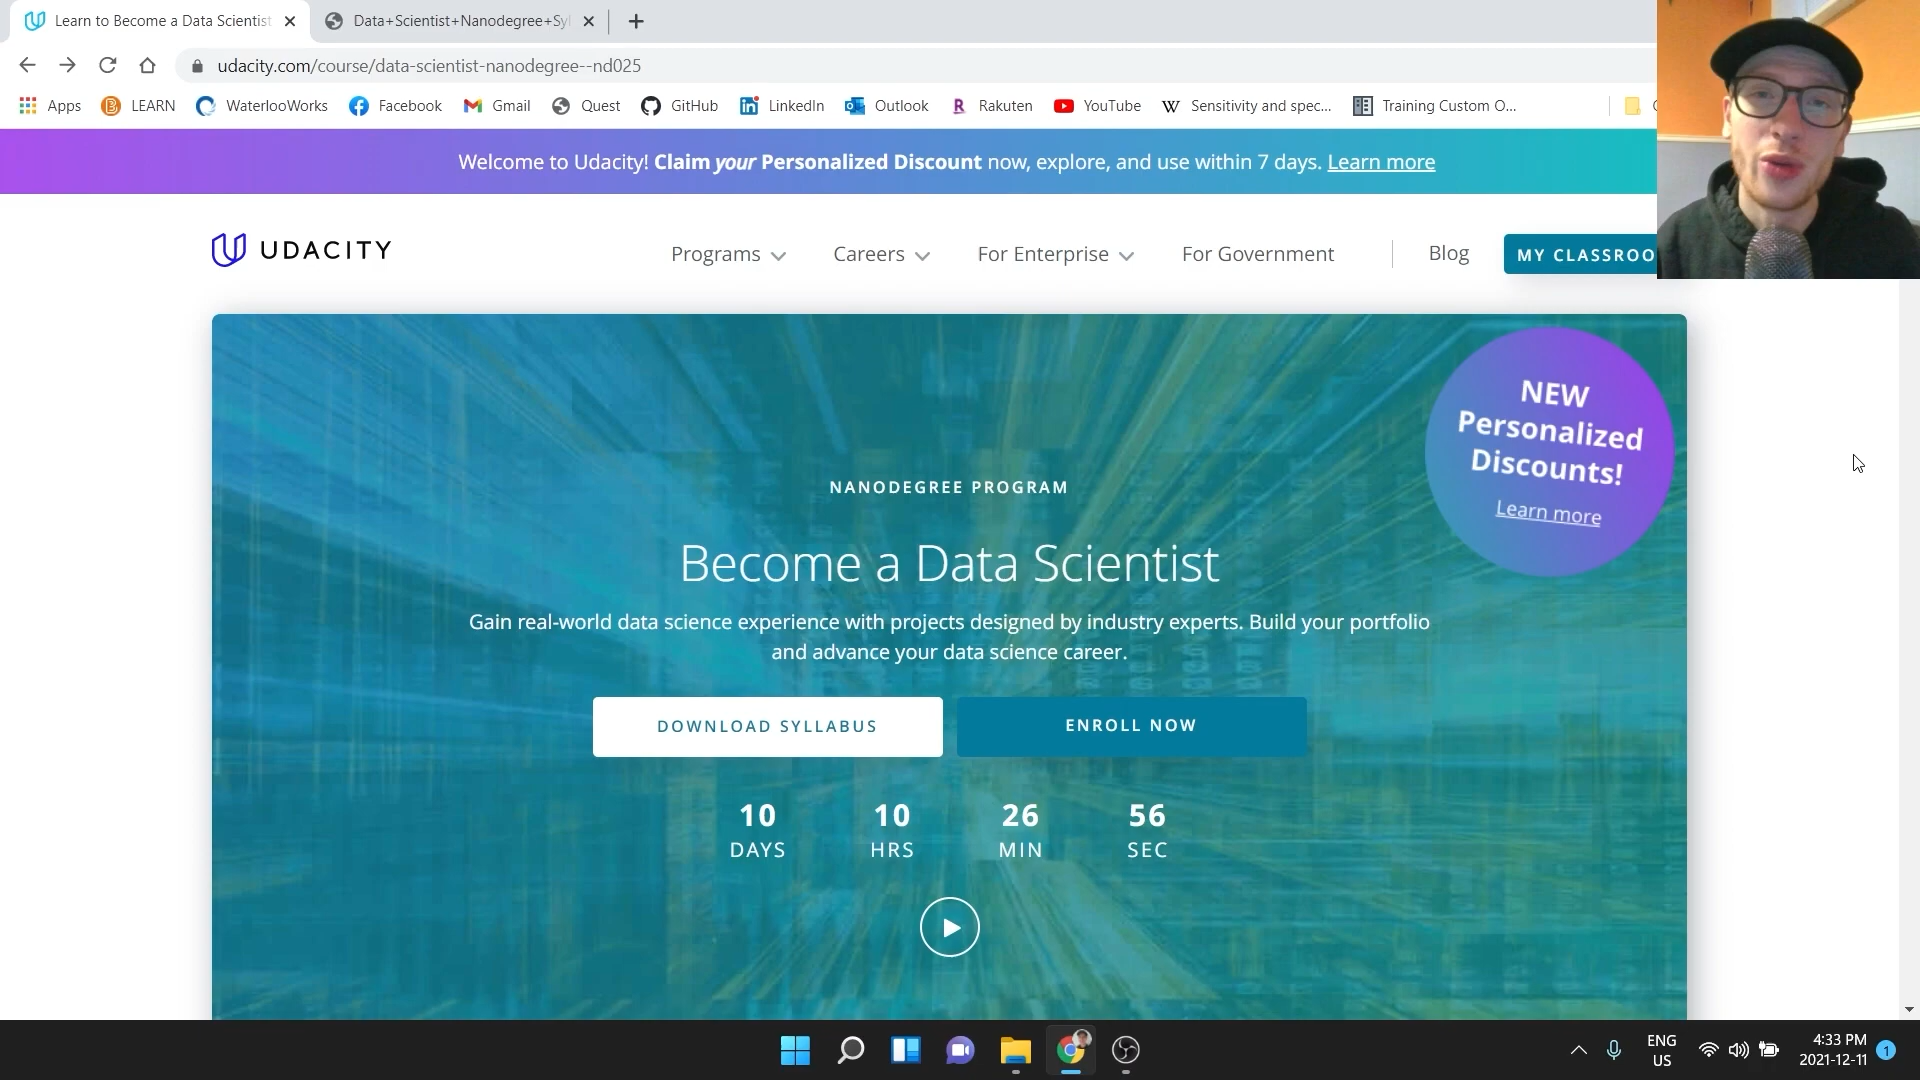 Learn to Become a Data Scientist
Data+Scientist+Nanodegree+Sy
udacity.com/course/data-scientist-nanodegree--nd025
Apps LEARN WaterlooWorks Facebook Gmail Quest GitHub LinkedIn Outlook Rakuten YouTube Sensitivity and spec... Training Custom O...
Welcome to Udacity! Claim your Personalized Discount now, explore, and use within 7 days. Learn more
UDACITY
Programs Careers For Enterprise For Government Blog MY CLASSROO
NEW
Personalized
Discounts!
Learn more
NANODEGREE PROGRAM
Become a Data Scientist
Gain real-world data science experience with projects designed by industry experts. Build your portfolio
and advance your data science career.
DOWNLOAD SYLLABUS ENROLL NOW
10 10 26 56
DAYS HRS MIN SEC
ENG
US
4:33 PM
2021-12-11
1